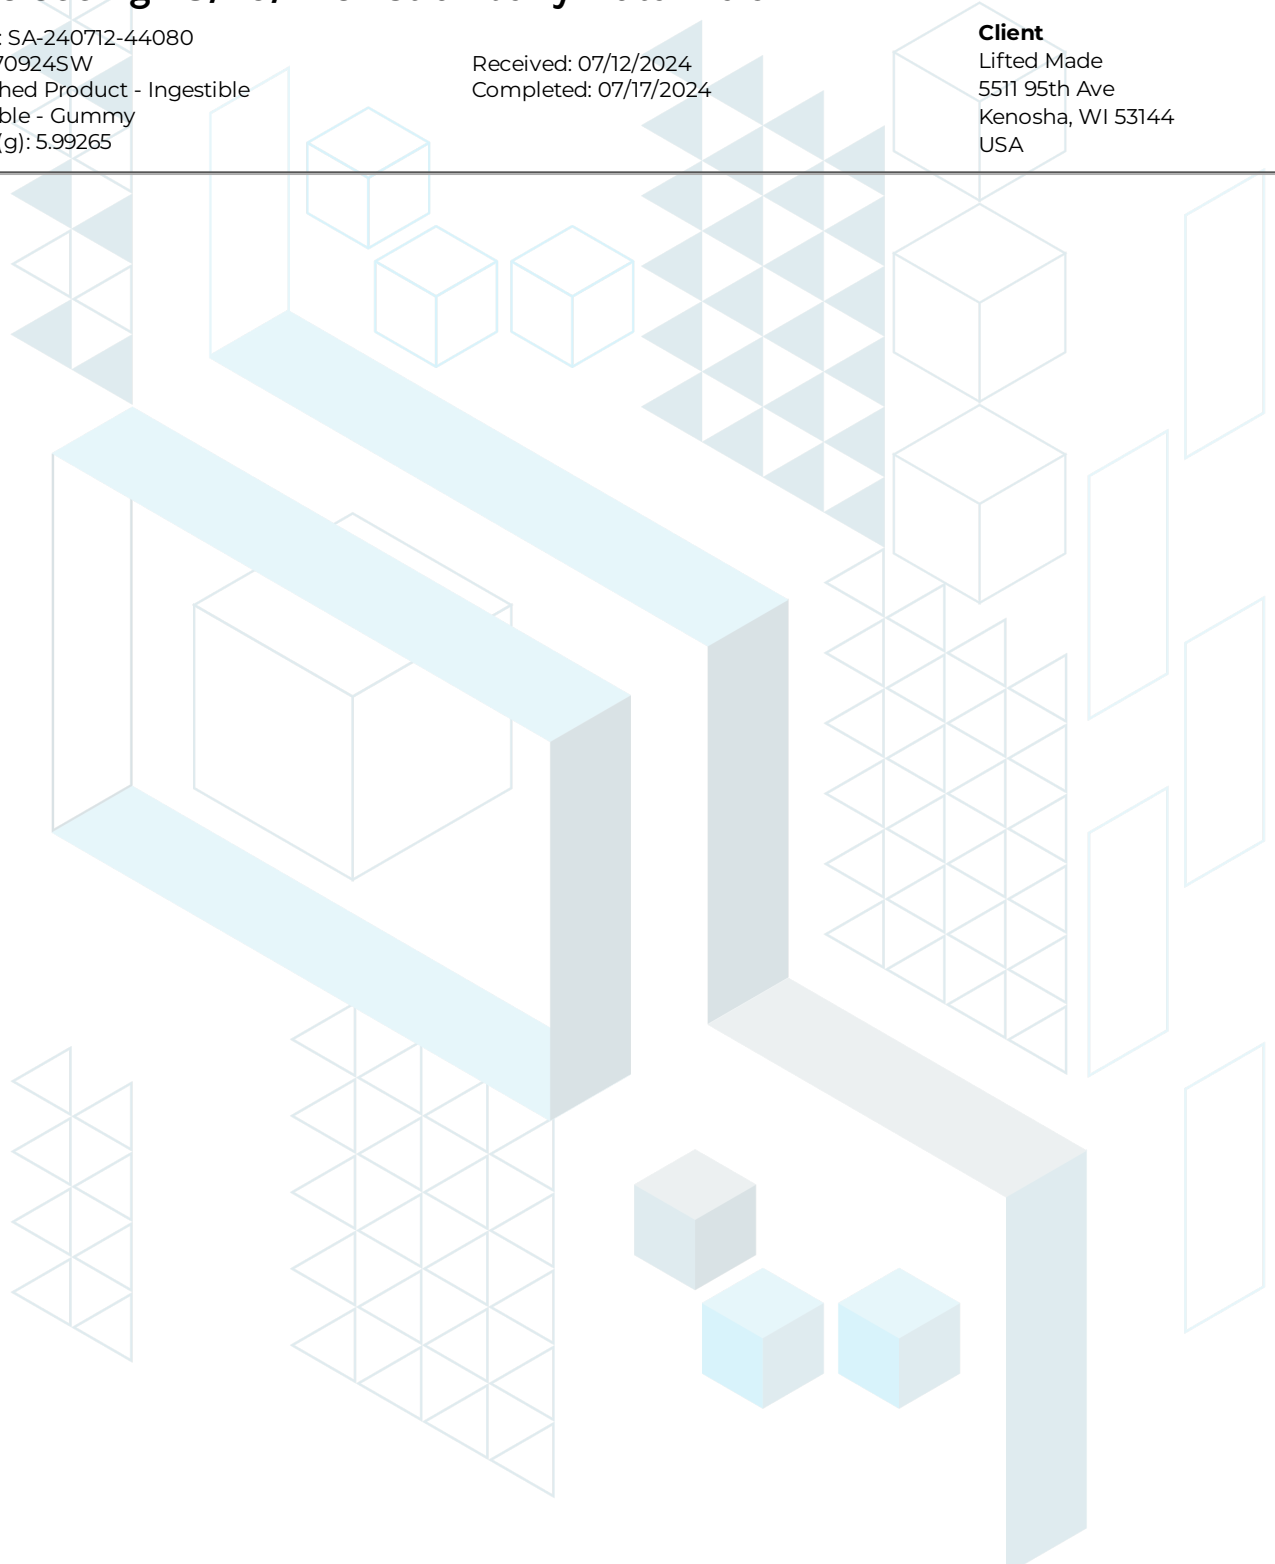 : SA-240712-44080
70924SW
hed Product - Ingestible
ble - Gummy
(g): 5.99265
Received: 07/12/2024
Completed: 07/17/2024
Client
Lifted Made
5511 95th Ave
Kenosha, WI 53144
USA